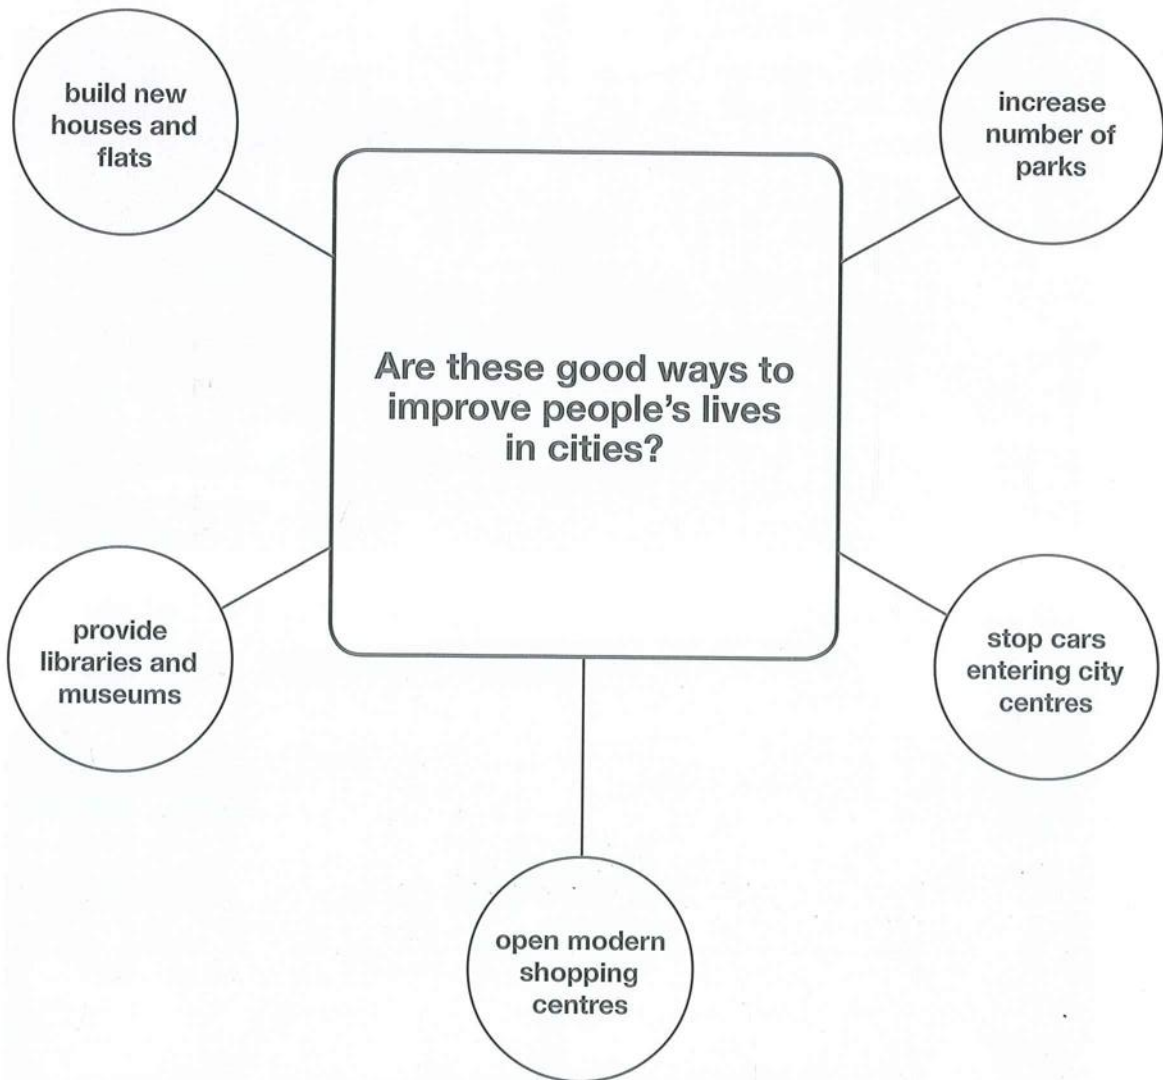 build new
houses and
flats
increase
number of
parks
Are these good ways to
improve people's lives
in cities?
provide
libraries and
museums
stop cars
entering city
centres
open modern
shopping
centres